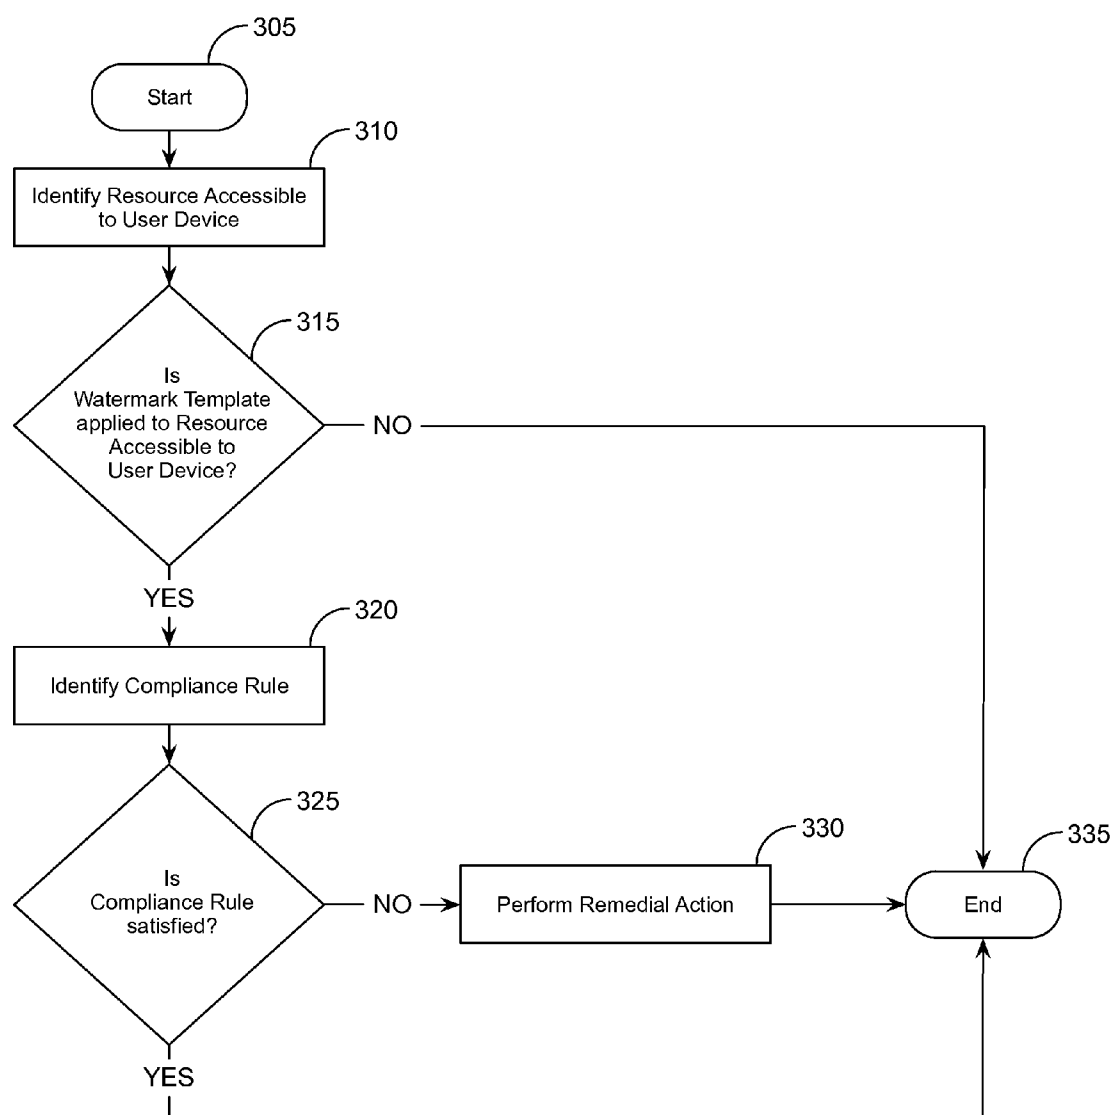 305
Start
310
Identify Resource Accessible
to User Device
315
Is
Watermark Template
applied to Resource
Accessible to
User Device?
NO
YES
320
Identify Compliance Rule
325
Is
Compliance Rule
satisfied?
NO
330
Perform Remedial Action
335
End
YES